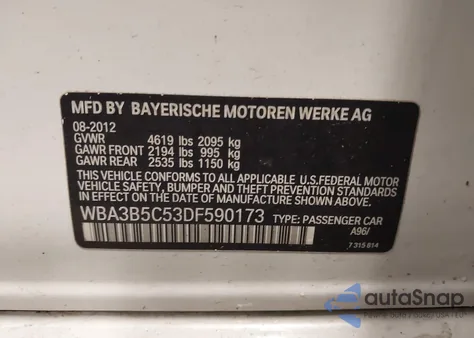 MFD BY BAYERISCHE MOTOREN WERKE AG
08-2012
GVWR 4619 lbs 2095 kg
GAWR FRONT 2194 lbs 995 kg
GAWR REAR 2535 lbs 1150 kg
THIS VEHICLE CONFORMS TO ALL APPLICABLE U.S.FEDERAL MOTOR
VEHICLE SAFETY, BUMPER AND THEFT PREVENTION STANDARDS
IN EFFECT ON THE DATE OF MANUFACTURE SHOWN ABOVE.
WBA3B5C53DF590173 TYPE: PASSENGER CAR
A96/
7 315 814
autoSnap